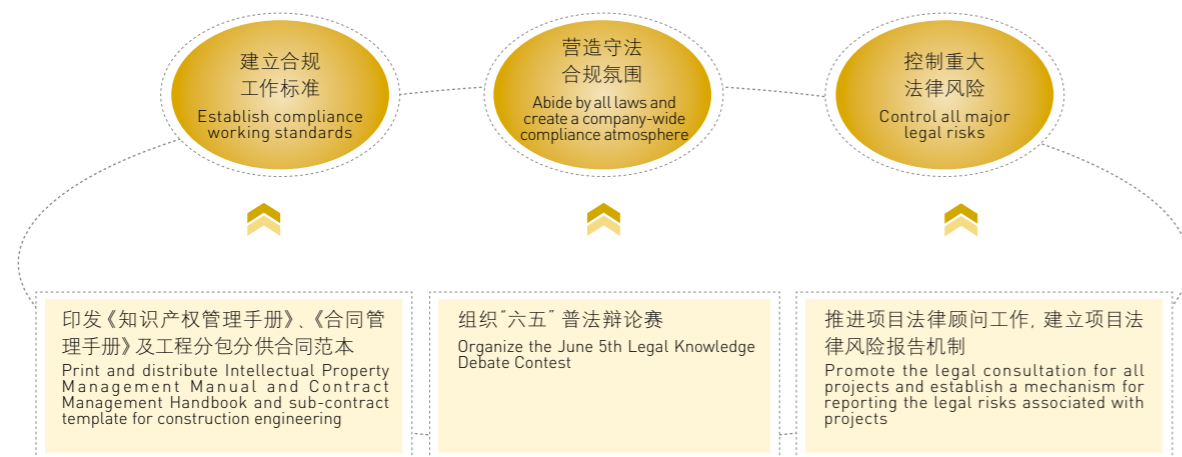 建立合规
工作标准
Establish compliance
working standards
营造守法
合规氛围
Abide by all laws and
create a company-wide
compliance atmosphere
控制重大
法律风险
Control all major
legal risks
印发《知识产权管理手册》、《合同管
理手册》及工程分包分供合同范本
Print and distribute Intellectual Property
Management Manual and Contract
Management Handbook and sub-contract
template for construction engineering
组织“六五”普法辩论赛
Organize the June 5th Legal Knowledge
Debate Contest
推进项目法律顾问工作, 建立项目法
律风险报告机制
Promote the legal consultation for all
projects and establish a mechanism for
reporting the legal risks associated with
projects